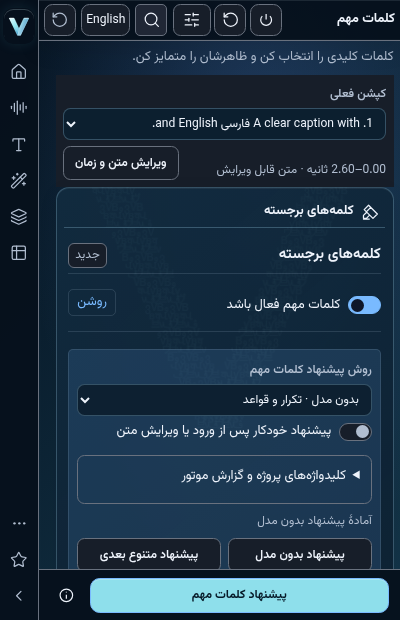 کلمات مهم
English
کلمات کلیدی را انتخاب کن و ظاهرشان را متمایز کن.
کپشن فعلی
1. A clear caption with فارسی and English.
0.00–2.60 ثانیه · متن قابل ویرایش
ویرایش متن و زمان
کلمه‌های برجسته
کلمه‌های برجسته
جدید
کلمات مهم فعال باشد
روشن
روش پیشنهاد کلمات مهم
بدون مدل · تکرار و قواعد
پیشنهاد خودکار پس از ورود یا ویرایش متن
◀ کلیدواژه‌های پروژه و گزارش موتور
آمادهٔ پیشنهاد بدون مدل
پیشنهاد بدون مدل
پیشنهاد متنوع بعدی
پیشنهاد کلمات مهم